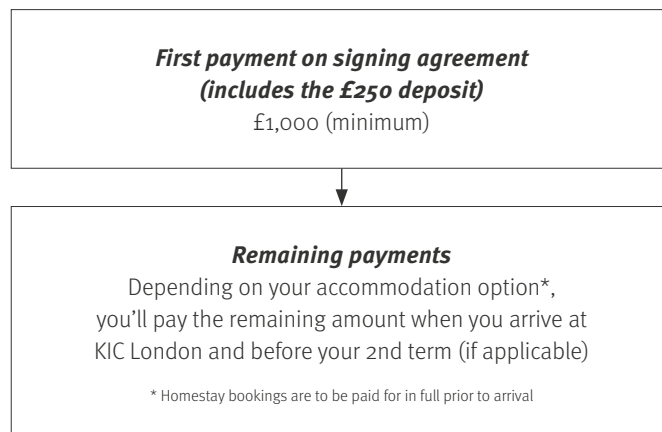 First payment on signing agreement
(includes the £250 deposit)
£1,000 (minimum)
Remaining payments
Depending on your accommodation option*,
you’ll pay the remaining amount when you arrive at
KIC London and before your 2nd term (if applicable)
* Homestay bookings are to be paid for in full prior to arrival